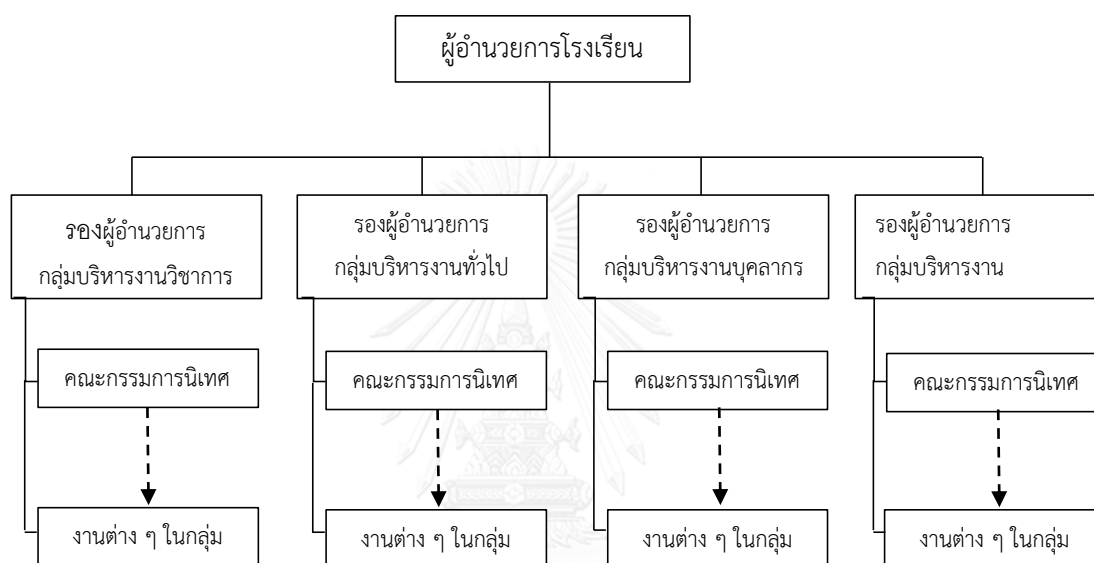 ผู้อำนวยการโรงเรียน
รองผู้อำนวยการ
กลุ่มบริหารงานวิชาการ
รองผู้อำนวยการ
กลุ่มบริหารงานทั่วไป
รองผู้อำนวยการ
กลุ่มบริหารงานบุคลากร
รองผู้อำนวยการ
กลุ่มบริหารงาน
คณะกรรมการนิเทศ
คณะกรรมการนิเทศ
คณะกรรมการนิเทศ
คณะกรรมการนิเทศ
งานต่าง ๆ ในกลุ่ม
งานต่าง ๆ ในกลุ่ม
งานต่าง ๆ ในกลุ่ม
งานต่าง ๆ ในกลุ่ม